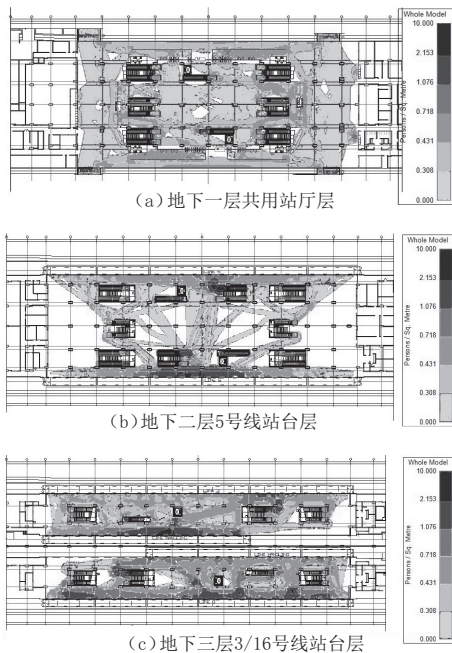 Whole Model
10.000
2.153
1.076
0.718
0.431
0.308
0.000
Persons / Sq. Metre
(a)地下一层共用站厅层
Whole Model
10.000
2.153
1.076
0.718
0.431
0.308
0.000
Persons / Sq. Metre
(b)地下二层5号线站台层
Whole Model
10.000
2.153
1.076
0.718
0.431
0.308
0.000
Persons / Sq. Metre
(c)地下三层3/16号线站台层